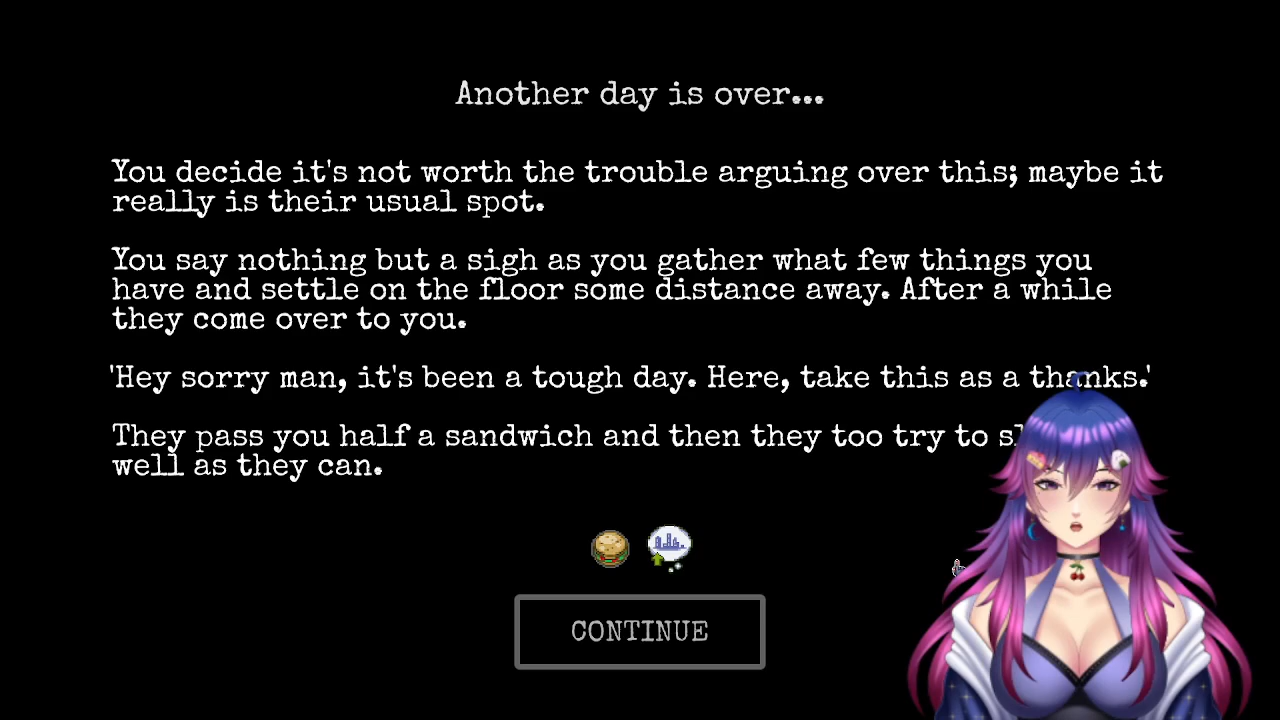 Another day is over...
You decide it's not worth the trouble arguing over this; maybe it
really is their usual spot.
You say nothing but a sigh as you gather what few things you
have and settle on the floor some distance away. After a while
they come over to you.
'Hey sorry man, it's been a tough day. Here, take this as a thanks.'
They pass you half a sandwich and then they too try to
well as they can.
CONTINUE